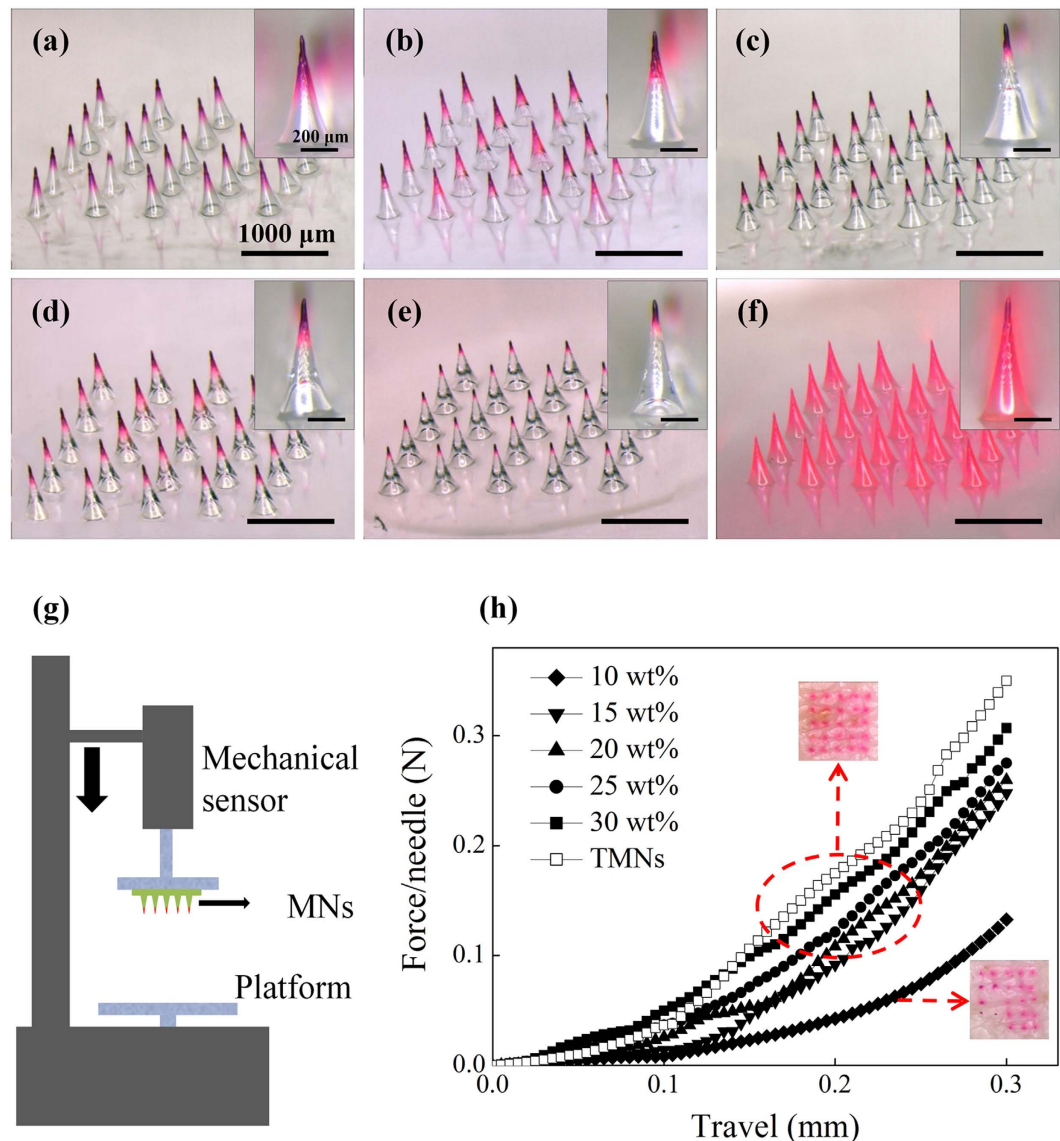 (a)
200 μm
1000 μm
(b)
(c)
(d)
(e)
(f)
(g)
Mechanical
sensor
MNs
Platform
(h)
Force/needle (N)
0.3
0.2
0.1
0.0
10 wt%
15 wt%
20 wt%
25 wt%
30 wt%
TMNs
0.0
0.1
0.2
0.3
Travel (mm)